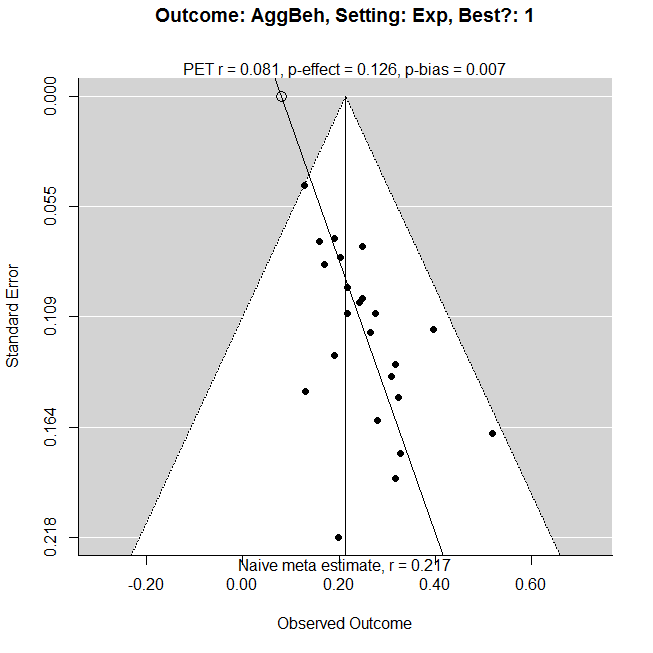 Outcome: AggBeh, Setting: Exp, Best?: 1
PET r = 0.081, p-effect = 0.126, p-bias = 0.007
0.000
0.055
0.109
0.164
0.218
Standard Error
Naive meta estimate, r = 0.217
-0.20 0.00 0.20 0.40 0.60
Observed Outcome